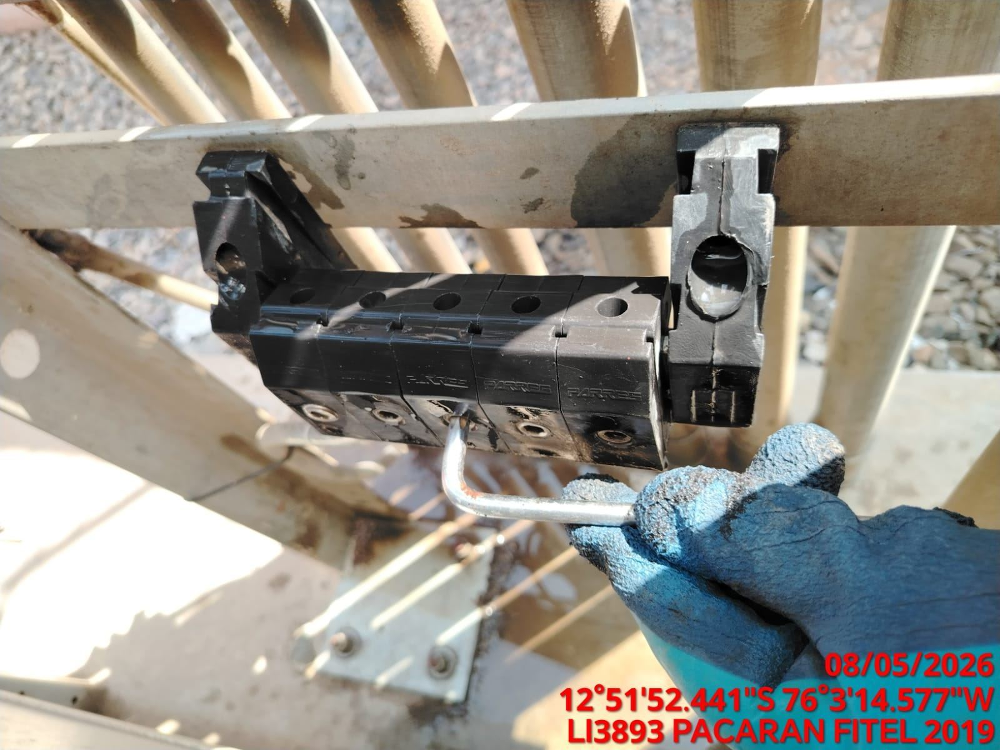 PARRES PARRES PARRES
08/05/2026
12°51'52.441"S 76°3'14.577"W
LI3893 PACARAN FITEL 2019